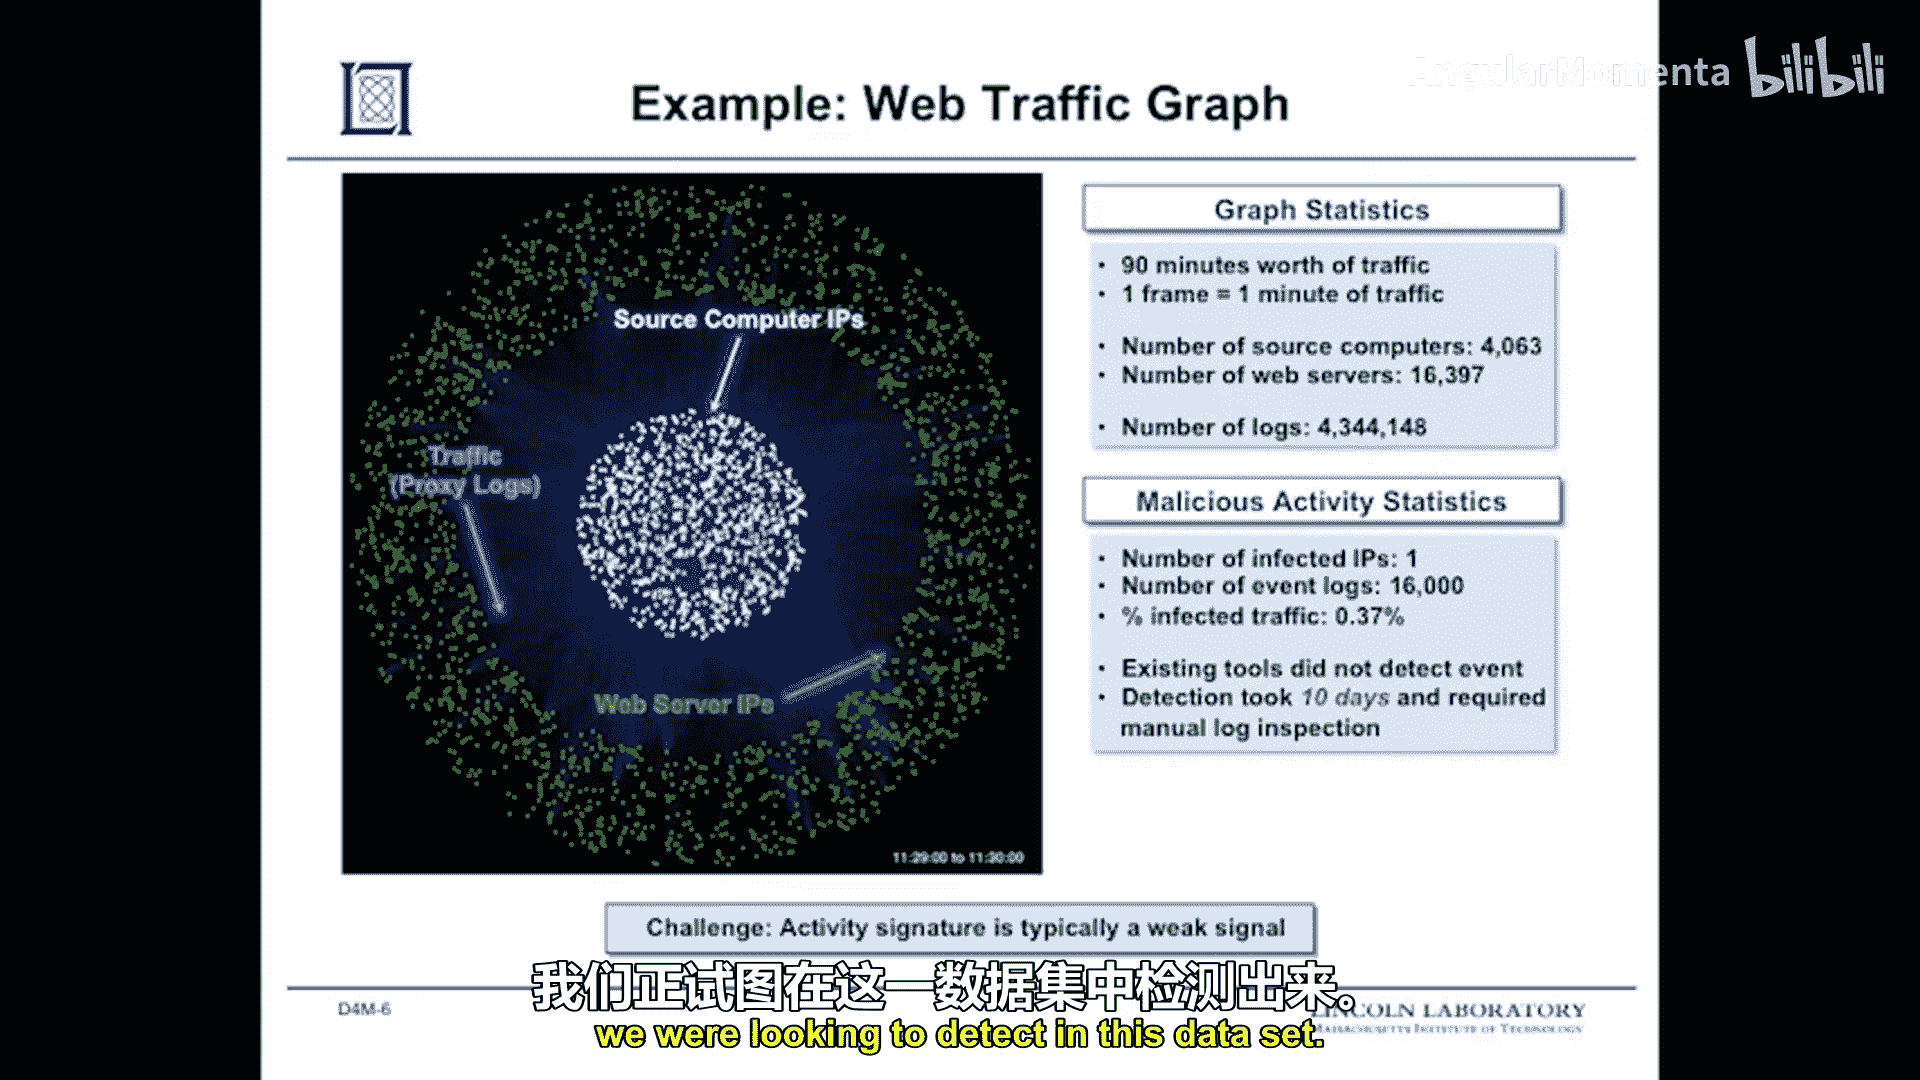 AngularMomenta bilibili
Example: Web Traffic Graph
Source Computer IPs
Traffic
(Proxy Logs)
Web Server IPs
11:29:00 to 11:30:00
Graph Statistics
• 90 minutes worth of traffic
• 1 frame = 1 minute of traffic
• Number of source computers: 4,063
• Number of web servers: 16,397
• Number of logs: 4,344,148
Malicious Activity Statistics
• Number of infected IPs: 1
• Number of event logs: 16,000
• % infected traffic: 0.37%
• Existing tools did not detect event
• Detection took 10 days and required
manual log inspection
Challenge: Activity signature is typically a weak signal
我们正试图在这一数据集中检测出来。
we were looking to detect in this data set.
D4M-6
LINCOLN LABORATORY
MASSACHUSETTS INSTITUTE OF TECHNOLOGY